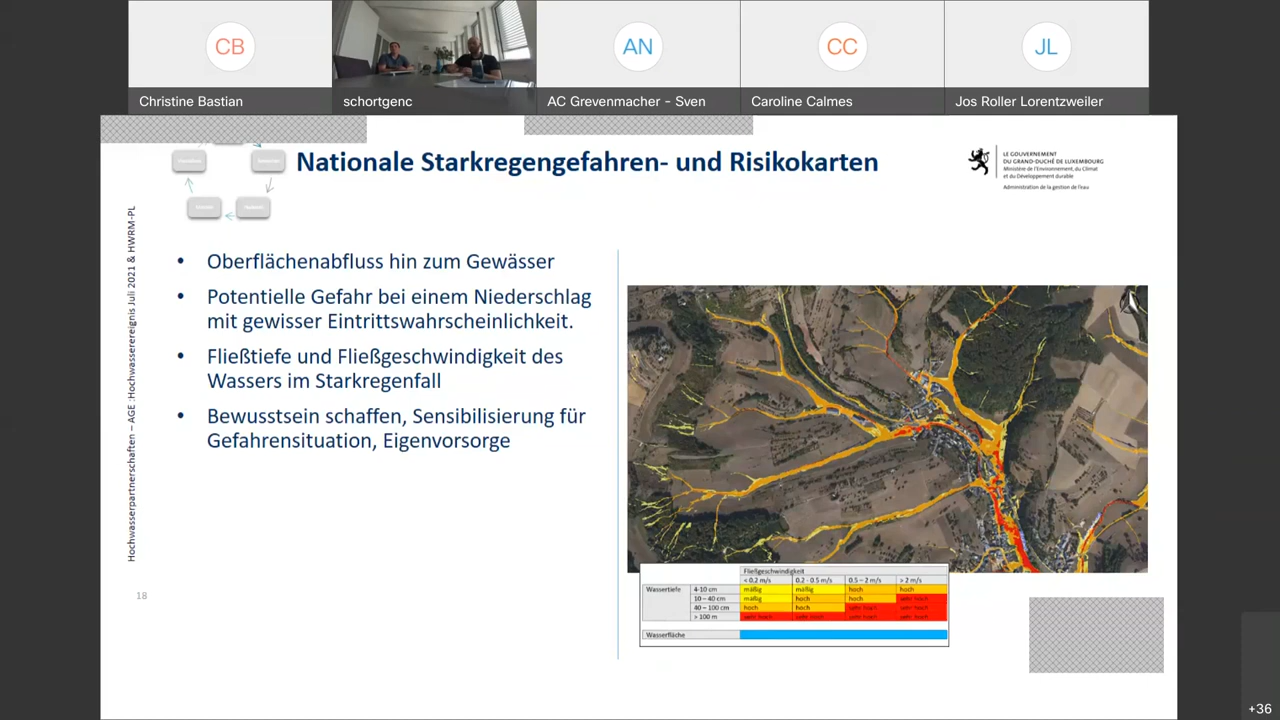 CB
AN
CC
JL
Christine Bastian
schortgenc
AC Grevenmacher - Sven
Caroline Calmes
Jos Roller Lorentzweiler
Nationale Starkregengefahren- und Risikokarten
LE GOUVERNEMENT
DU GRAND-DUCHÉ DE LUXEMBOURG
Ministère de l'Environnement, du Climat
et du Développement durable
Administration de la gestion de l'eau
Hochwasserpartnerschaften – AGE :Hochwasserereignis Juli 2021 & HWRM-PL
• Oberflächenabfluss hin zum Gewässer
• Potentielle Gefahr bei einem Niederschlag
mit gewisser Eintrittswahrscheinlichkeit.
• Fließtiefe und Fließgeschwindigkeit des
Wassers im Starkregenfall
• Bewusstsein schaffen, Sensibilisierung für
Gefahrensituation, Eigenvorsorge
Fließgeschwindigkeit
< 0.2 m/s 0.2 - 0.5 m/s 0.5 – 2 m/s > 2 m/s
Wassertiefe 4-10 cm mäßig mäßig hoch hoch
10 – 40 cm mäßig hoch hoch sehr hoch
40 – 100 cm hoch hoch sehr hoch sehr hoch
> 100 m sehr hoch sehr hoch sehr hoch sehr hoch
Wasserfläche
18
+36